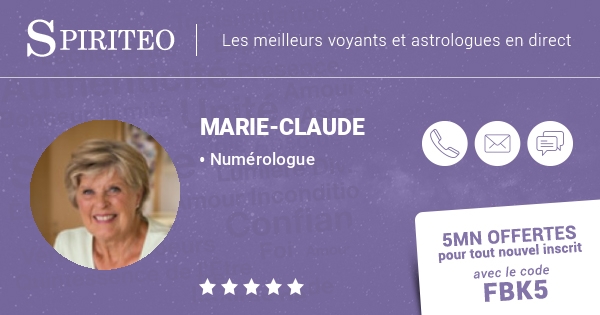 SPIRITEO
Les meilleurs voyants et astrologues en direct
MARIE-CLAUDE
• Numérologue
5MN OFFERTES
pour tout nouvel inscrit
avec le code
FBK5